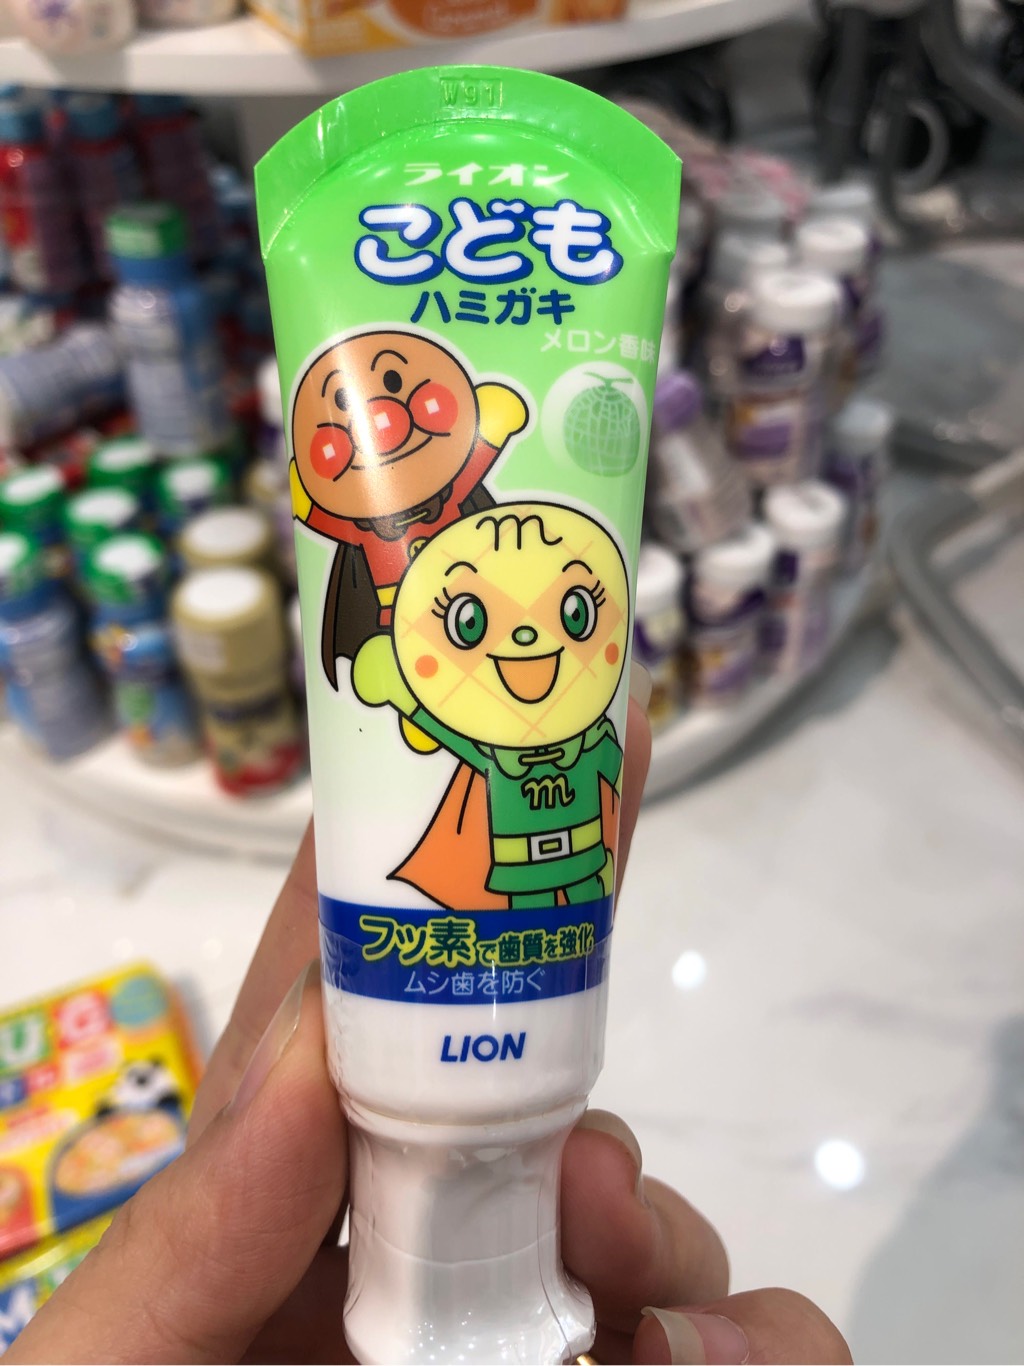 W91
ライオン
こども
ハミガキ
メロン香味
m
m
フッ素で歯質を強化。
ムシ歯を防ぐ
LION